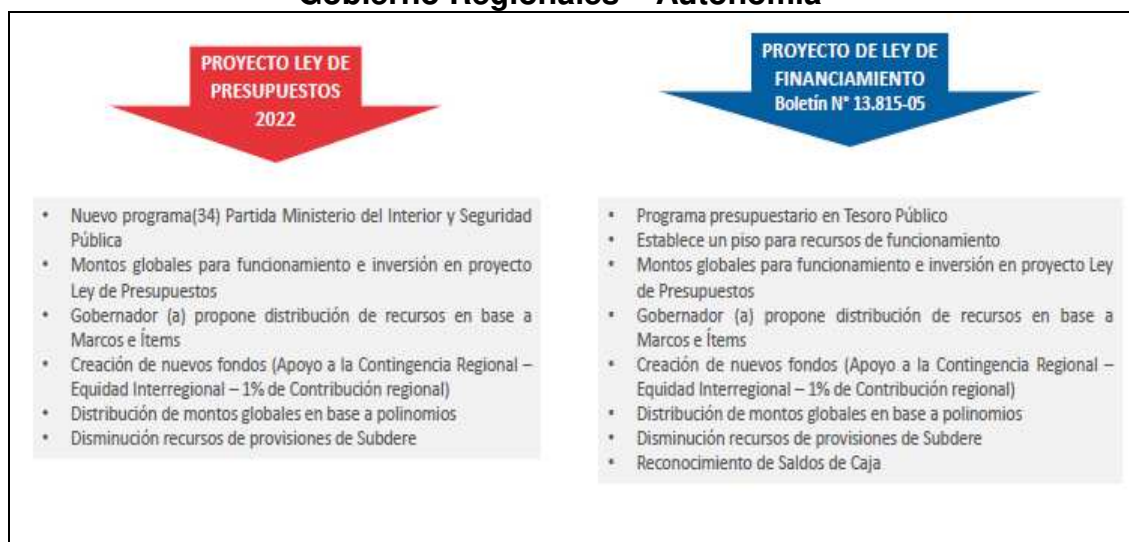 Gobierno Regionales – Autonomía
PROYECTO LEY DE
PRESUPUESTOS
2022
• Nuevo programa(34) Partida Ministerio del Interior y Seguridad
Pública
• Montos globales para funcionamiento e inversión en proyecto
Ley de Presupuestos
• Gobernador (a) propone distribución de recursos en base a
Marcos e Ítems
• Creación de nuevos fondos (Apoyo a la Contingencia Regional –
Equidad Interregional – 1% de Contribución regional)
• Distribución de montos globales en base a polinomios
• Disminución recursos de provisiones de Subdere
PROYECTO DE LEY DE
FINANCIAMIENTO
Boletín N° 13.815-05
• Programa presupuestario en Tesoro Público
• Establece un piso para recursos de funcionamiento
• Montos globales para funcionamiento e inversión en proyecto Ley
de Presupuestos
• Gobernador (a) propone distribución de recursos en base a
Marcos e Ítems
• Creación de nuevos fondos (Apoyo a la Contingencia Regional –
Equidad Interregional – 1% de Contribución regional)
• Distribución de montos globales en base a polinomios
• Disminución recursos de provisiones de Subdere
• Reconocimiento de Saldos de Caja